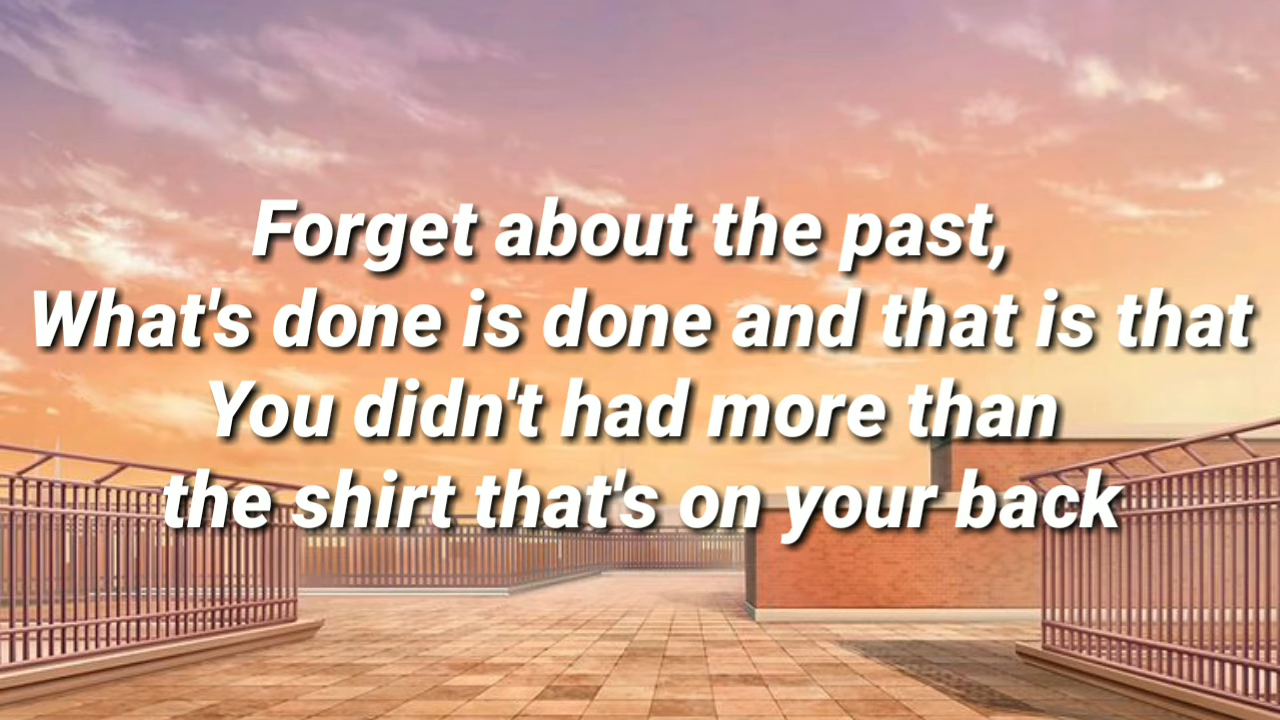 Forget about the past,
What's done is done and that is that
You didn't had more than
the shirt that's on your back